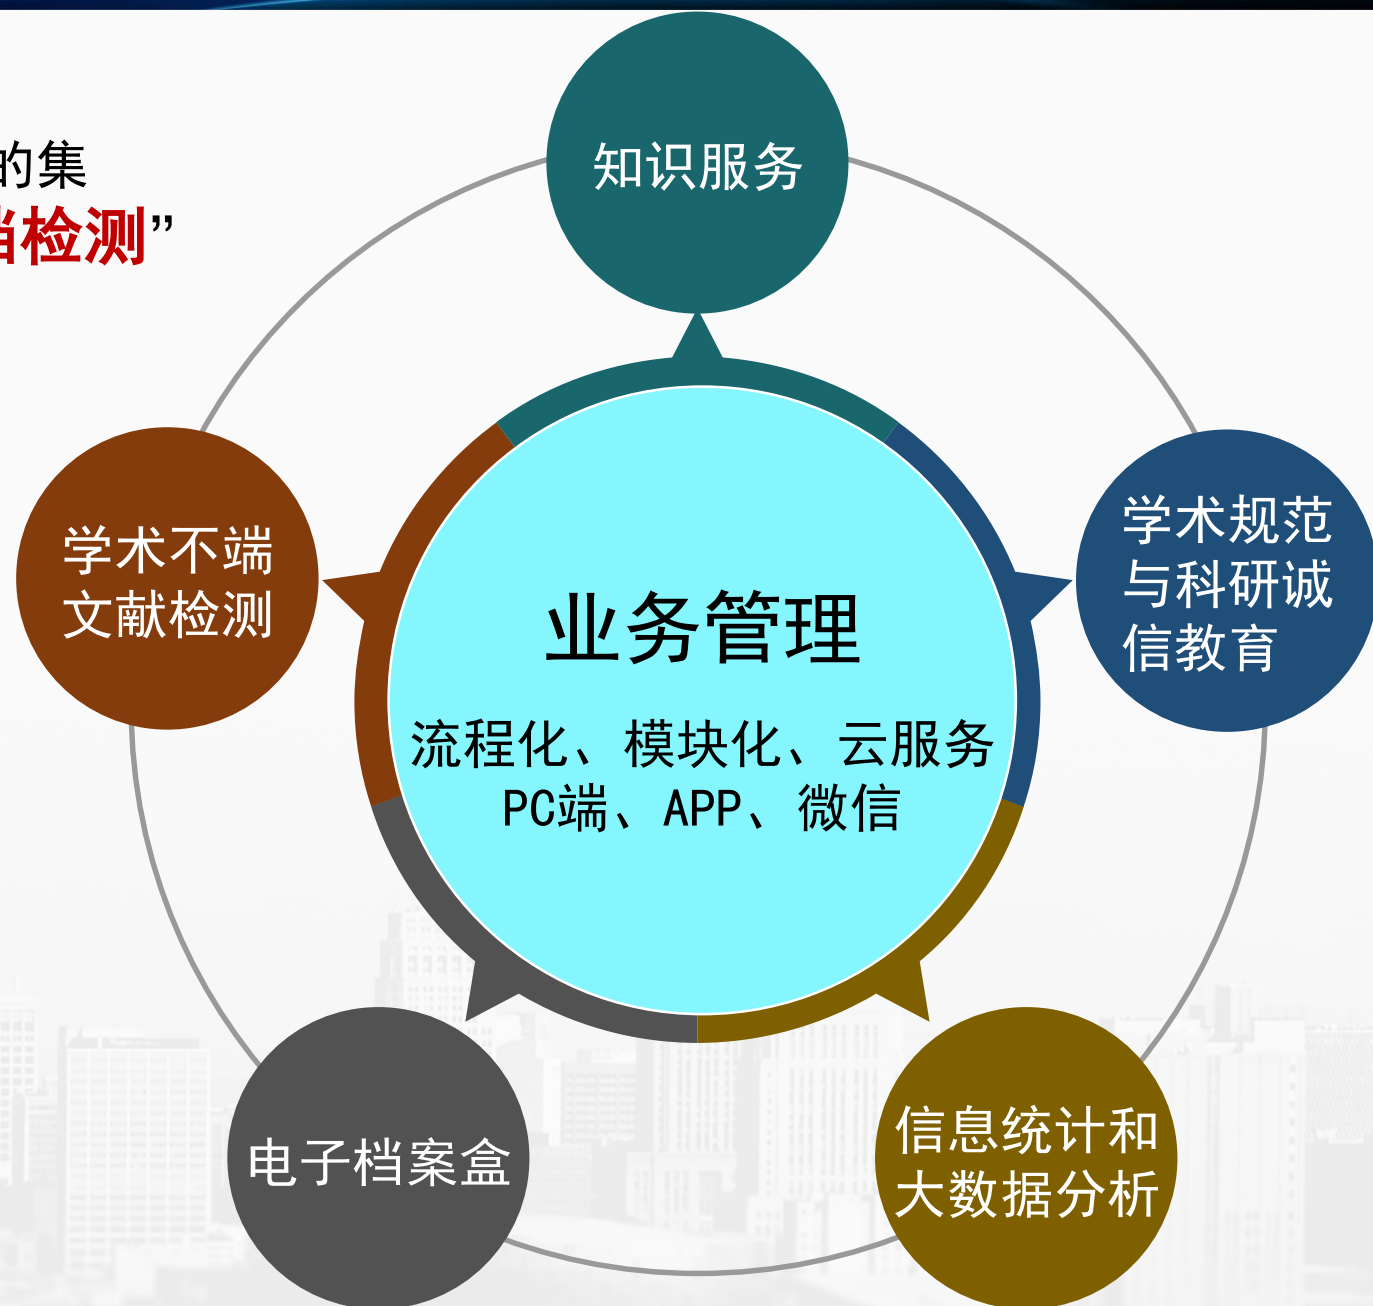 知识服务
的集
档检测”
学术不端
文献检测
学术规范
与科研诚
信教育
业务管理
流程化、模块化、云服务
PC端、APP、微信
电子档案盒
信息统计和
大数据分析